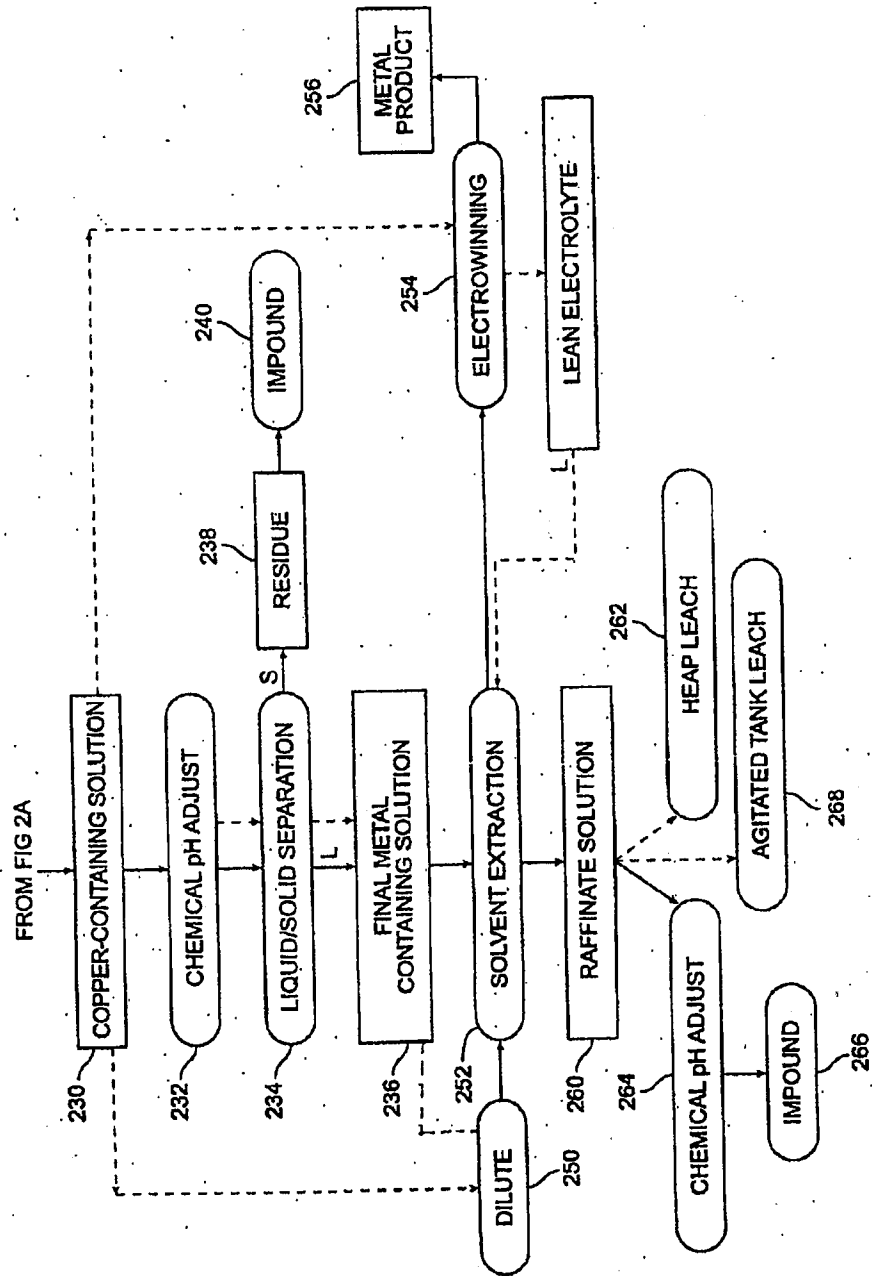 FROM FIG 2A
COPPER-CONTAINING SOLUTION
230
CHEMICAL pH ADJUST
232
LIQUID/SOLID SEPARATION
234
S
L
RESIDUE
238
IMPOUND
240
FINAL METAL
CONTAINING SOLUTION
236
DILUTE
250
SOLVENT EXTRACTION
252
ELECTROWINNING
254
METAL
PRODUCT
256
LEAN ELECTROLYTE
L
RAFFINATE SOLUTION
260
HEAP LEACH
262
AGITATED TANK LEACH
268
CHEMICAL pH ADJUST
264
IMPOUND
266